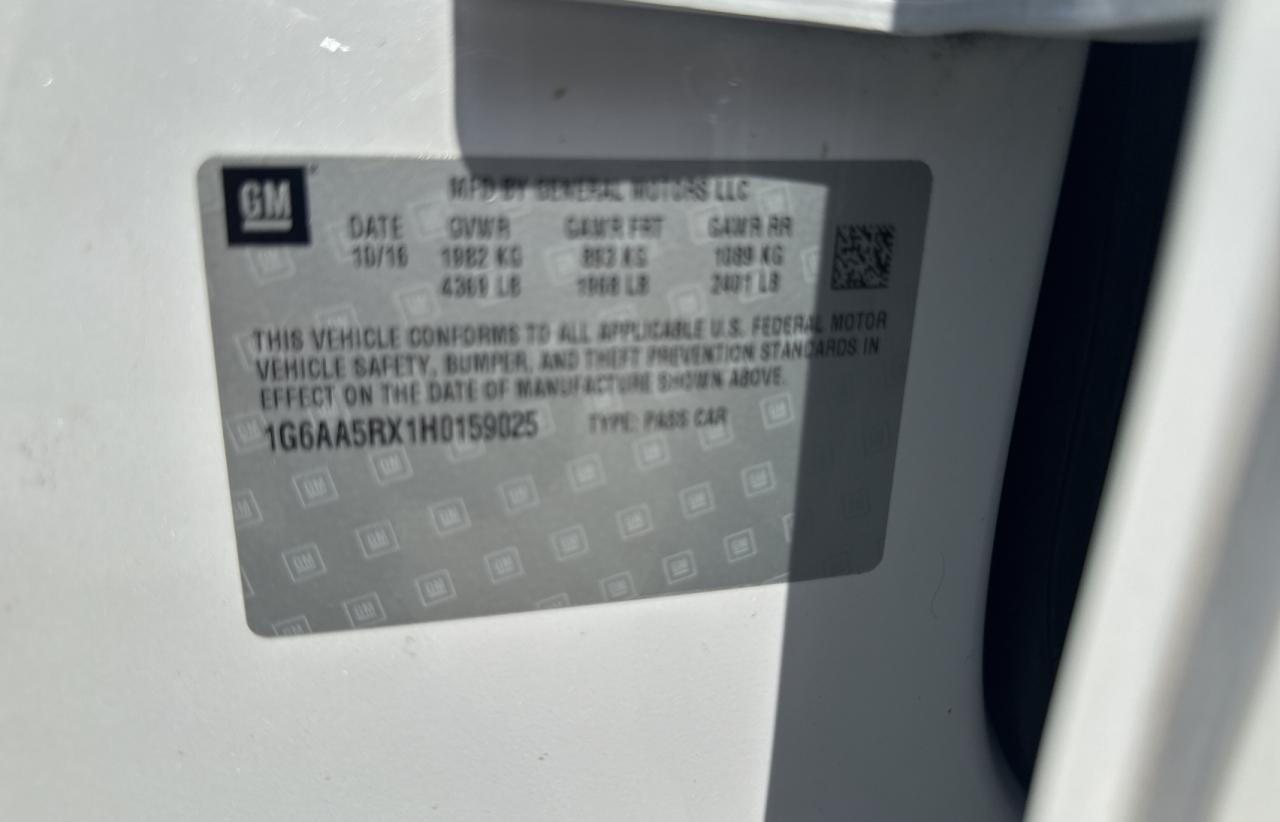 GM
MFD BY GENERAL MOTORS LLC
DATE GVWR GAWR FRT GAWR RR
10/16 1982 KG 893 KG 1089 KG
4369 LB 1968 LB 2401 LB
THIS VEHICLE CONFORMS TO ALL APPLICABLE U.S. FEDERAL MOTOR
VEHICLE SAFETY, BUMPER, AND THEFT PREVENTION STANDARDS IN
EFFECT ON THE DATE OF MANUFACTURE SHOWN ABOVE.
1G6AA5RX1H0159025 TYPE: PASS CAR